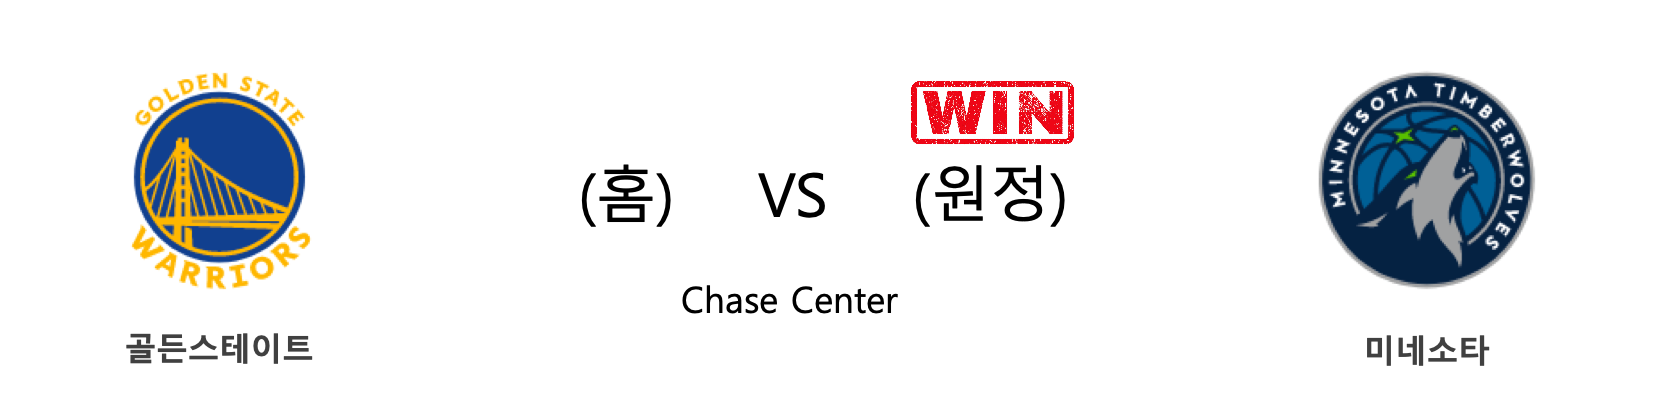 GOLDEN STATE
WARRIORS
골든스테이트
WIN
(홈) VS (원정)
Chase Center
MINNESOTA TIMBERWOLVES
미네소타